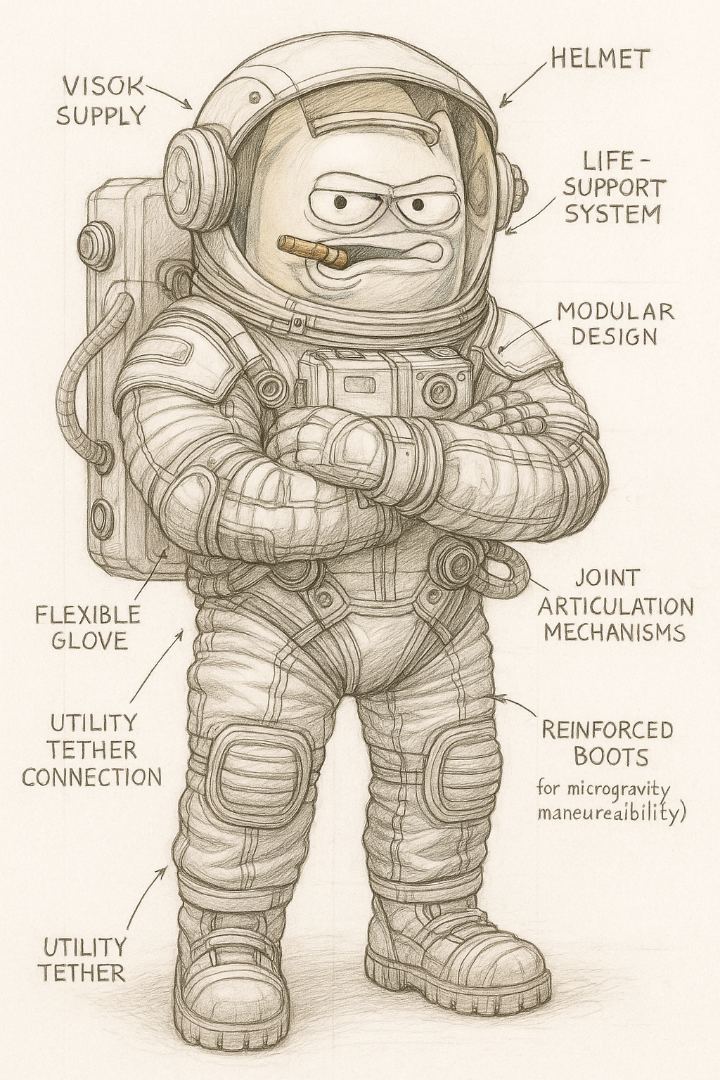 VISOK
SUPPLY
HELMET
LIFE-
SUPPORT
SYSTEM
MODULAR
DESIGN
FLEXIBLE
GLOVE
JOINT
ARTICULATION
MECHANISMS
UTILITY
TETHER
CONNECTION
REINFORCED
BOOTS
for microgravity
maneureaibility)
UTILITY
TETHER